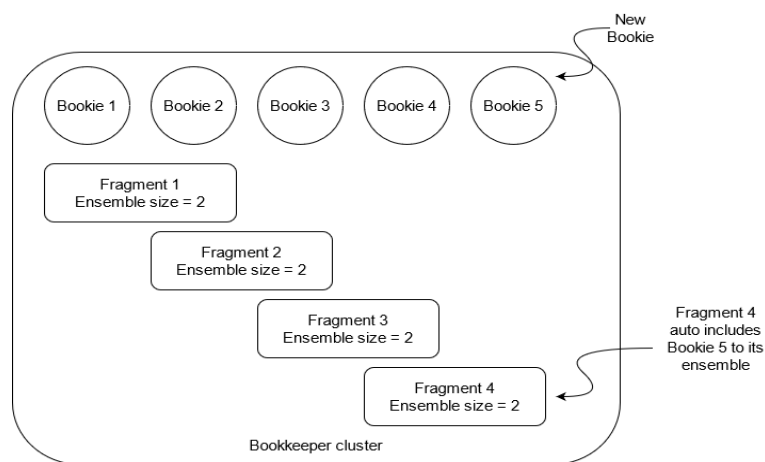 New
Bookie
Bookie 1
Bookie 2
Bookie 3
Bookie 4
Bookie 5
Fragment 1
Ensemble size = 2
Fragment 2
Ensemble size = 2
Fragment 3
Ensemble size = 2
Fragment 4
auto includes
Bookie 5 to its
ensemble
Fragment 4
Ensemble size = 2
Bookkeeper cluster